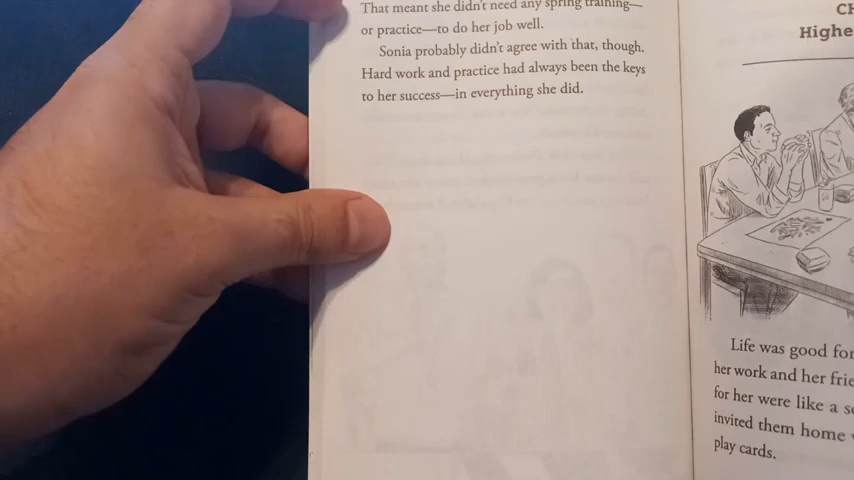 That meant she didn't need any spring training—
or practice—to do her job well.
Sonia probably didn't agree with that, though.
Hard work and practice had always been the keys
to her success—in everything she did.
CH
Highe
Life was good for
her work and her frie
for her were like a se
invited them home
play cards.